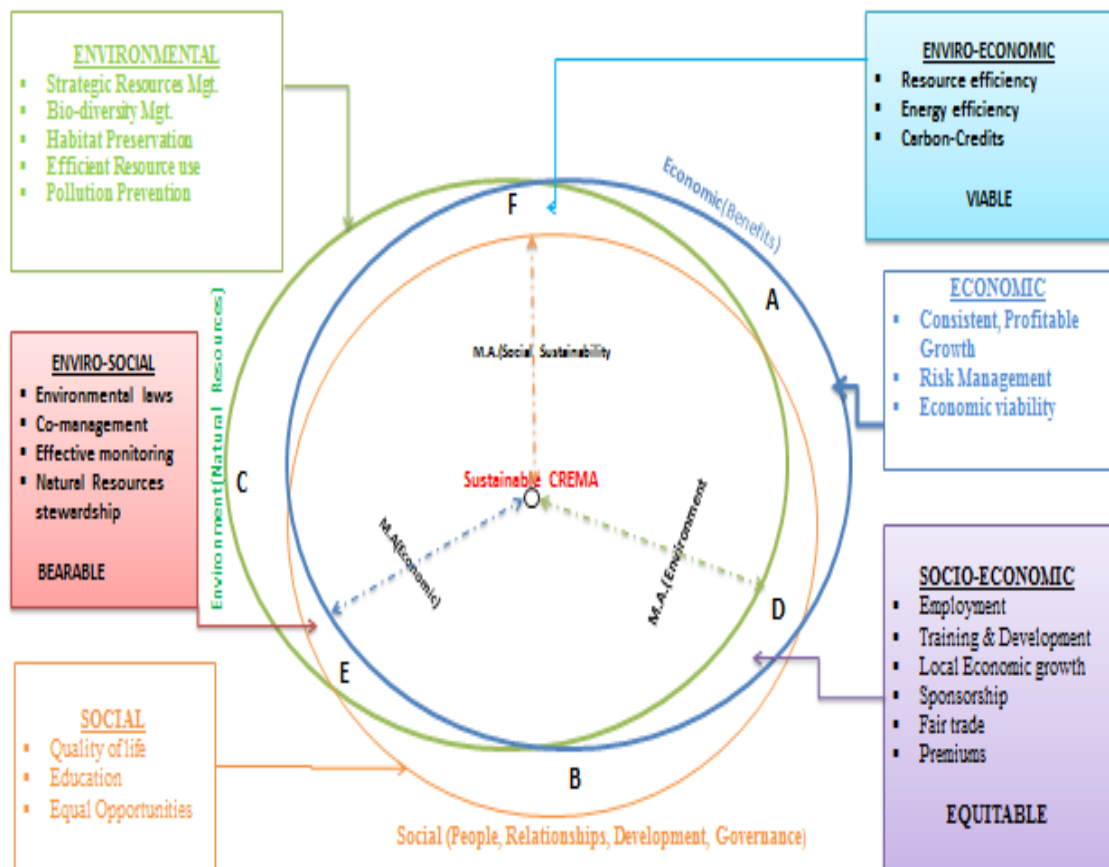 ENVIRONMENTAL
▪ Strategic Resources Mgt.
▪ Bio-diversity Mgt.
▪ Habitat Preservation
▪ Efficient Resource use
▪ Pollution Prevention
ENVIRO-ECONOMIC
▪ Resource efficiency
▪ Energy efficiency
▪ Carbon-Credits
VIABLE
Economic(Benefits)
F
A
ECONOMIC
▪ Consistent, Profitable
Growth
▪ Risk Management
▪ Economic viability
Environment(Natural Resources)
ENVIRO-SOCIAL
▪ Environmental laws
▪ Co-management
▪ Effective monitoring
▪ Natural Resources
stewardship
BEARABLE
M.A.(Social Sustainability
C
Sustainable CREMA
M.A(Economic)
M.A.(Environment
D
E
B
SOCIO-ECONOMIC
▪ Employment
▪ Training & Development
▪ Local Economic growth
▪ Sponsorship
▪ Fair trade
▪ Premiums
EQUITABLE
SOCIAL
▪ Quality of life
▪ Education
▪ Equal Opportunities
Social (People, Relationships, Development, Governance)